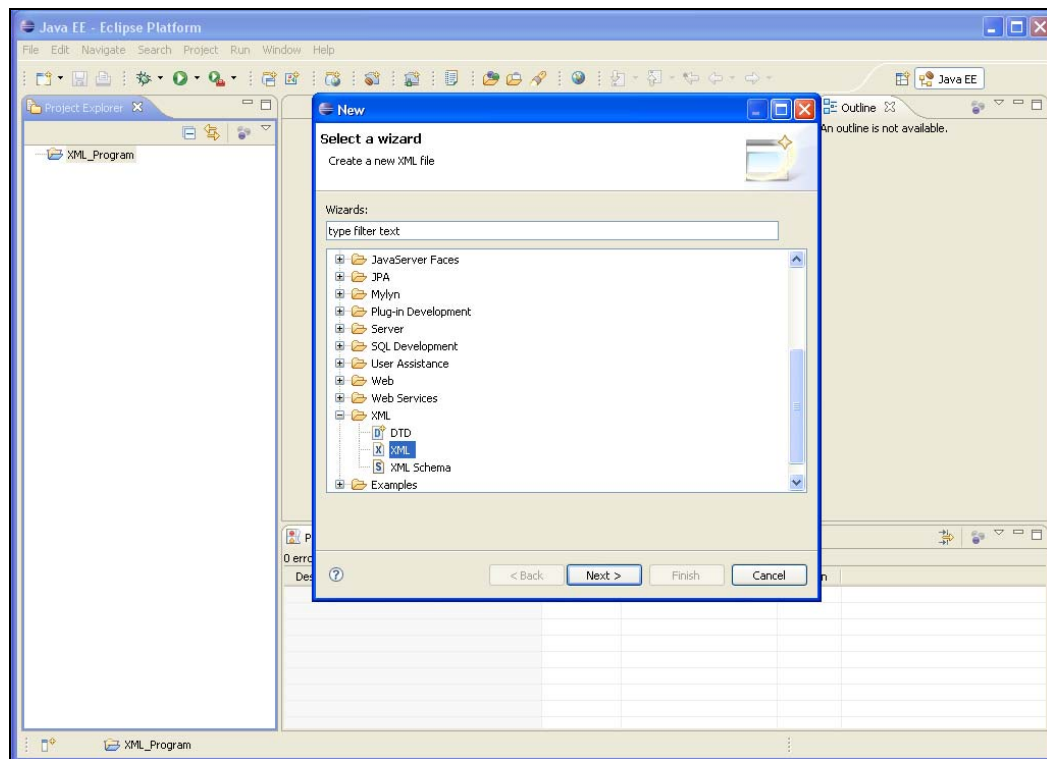 Java EE - Eclipse Platform
File Edit Navigate Search Project Run Window Help
Java EE
Project Explorer
XML_Program
New
Select a wizard
Create a new XML file
Wizards:
type filter text
JavaServer Faces
JPA
Mylyn
Plug-in Development
Server
SQL Development
User Assistance
Web
Web Services
XML
DTD
XML
XML Schema
Examples
< Back Next > Finish Cancel
Outline
An outline is not available.
P
0 erro
Des
n
XML_Program